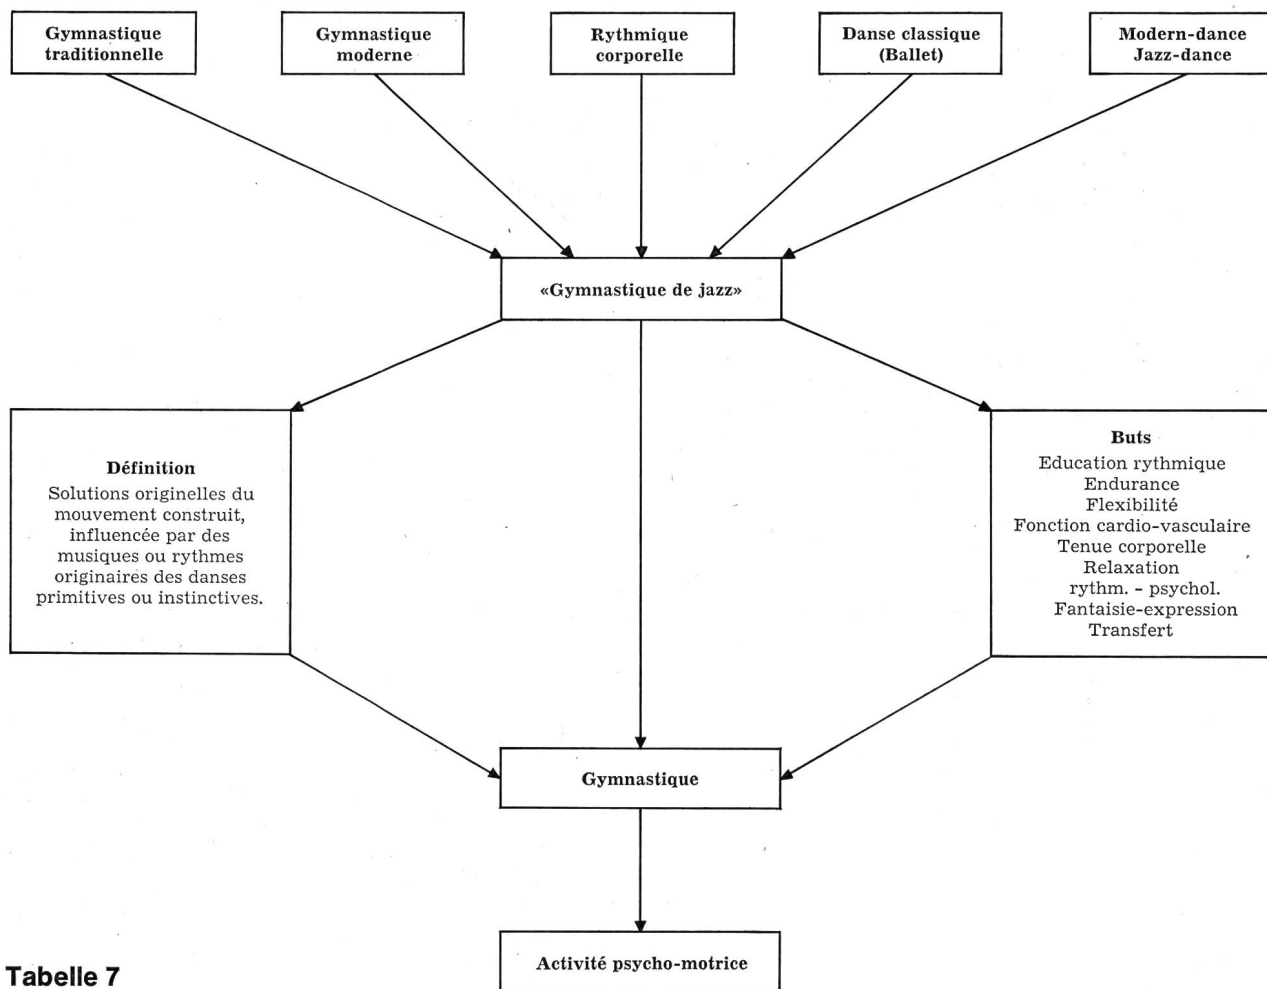 Gymnastique
traditionnelle
Gymnastique
moderne
Rythmique
corporelle
Danse classique
(Ballet)
Modern-dance
Jazz-dance
«Gymnastique de jazz»
Définition
Solutions originelles du
mouvement construit,
influencée par des
musiques ou rythmes
originaires des danses
primitives ou instinctives.
Buts
Education rythmique
Endurance
Flexibilité
Fonction cardio-vasculaire
Tenue corporelle
Relaxation
rythm. - psychol.
Fantaisie-expression
Transfert
Gymnastique
Activité psycho-motrice
Tabelle 7